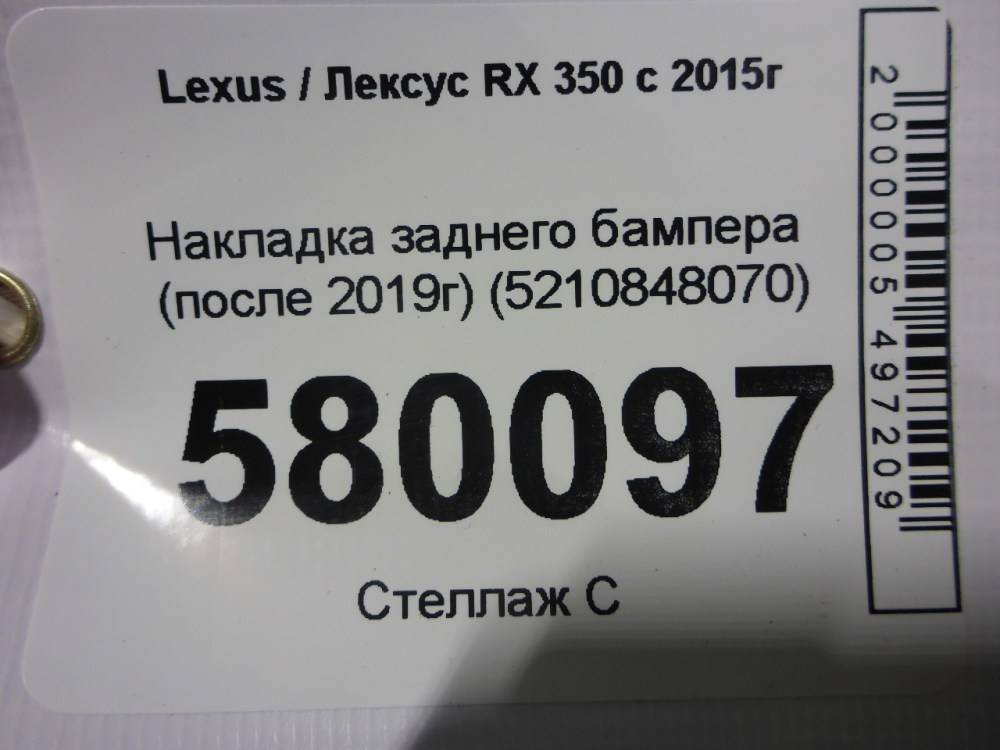 Lexus / Лексус RX 350 с 2015г
Накладка заднего бампера
(после 2019г) (5210848070)
580097
Стеллаж С
2000005497209